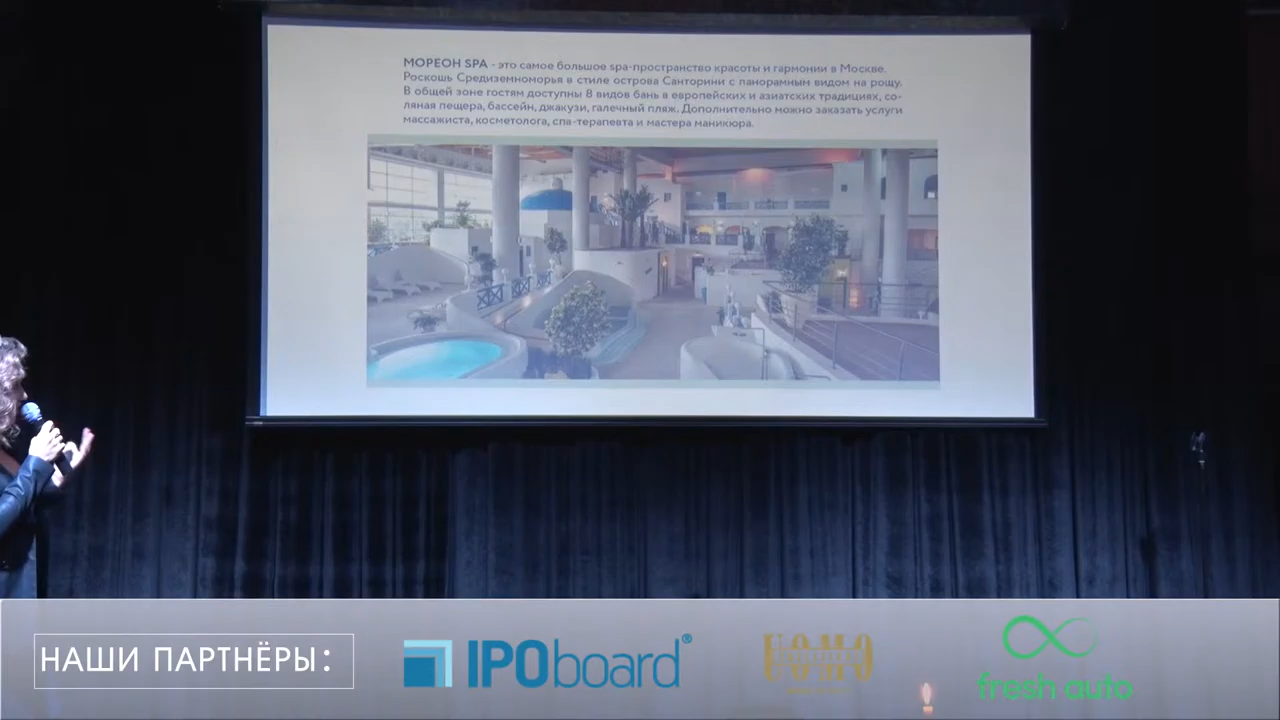 МОРЕОН SPA - это самое большое spa-пространство красоты и гармонии в Москве.
Роскошь Средиземноморья в стиле острова Санторини с панорамным видом на рощу.
В общей зоне гостям доступны 8 видов бань в европейских и азиатских традициях, со-
ляная пещера, бассейн, джакузи, галечный пляж. Дополнительно можно заказать услуги
массажиста, косметолога, спа-терапевта и мастера маникюра.
НАШИ ПАРТНЁРЫ:
IPOboard®
fresh auto